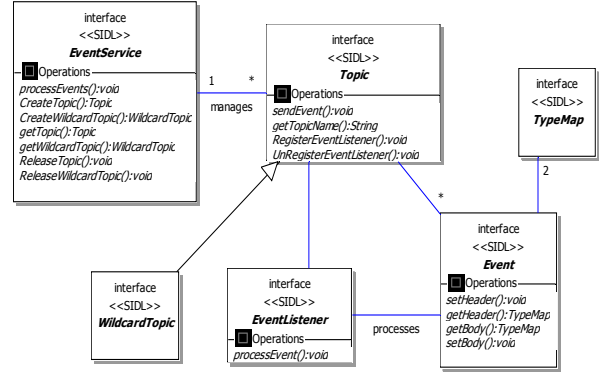 interface
<<SIDL>>
EventService
Operations
processEvents():void
CreateTopic():Topic
CreateWildcardTopic():WildcardTopic
getTopic():Topic
getWildcardTopic():WildcardTopic
ReleaseTopic():void
ReleaseWildcardTopic():void
1
*
manages
interface
<<SIDL>>
Topic
Operations
sendEvent():void
getTopicName():String
RegisterEventListener():void
UnRegisterEventListener():void
interface
<<SIDL>>
TypeMap
2
*
interface
<<SIDL>>
WildcardTopic
interface
<<SIDL>>
EventListener
Operations
processEvent():void
processes
interface
<<SIDL>>
Event
Operations
setHeader():void
getHeader():TypeMap
getBody():TypeMap
setBody():void